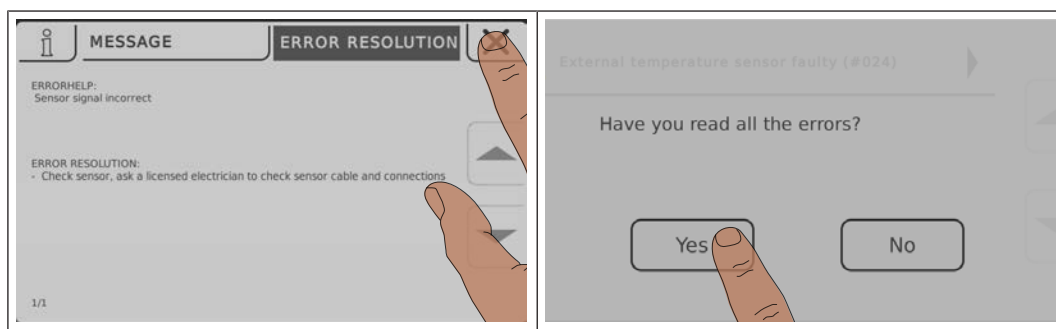 MESSAGE
ERROR RESOLUTION
ERRORHELP:
Sensor signal incorrect
ERROR RESOLUTION:
- Check sensor, ask a licensed electrician to check sensor cable and connections
1/1
External temperature sensor faulty (#024)
Have you read all the errors?
Yes
No